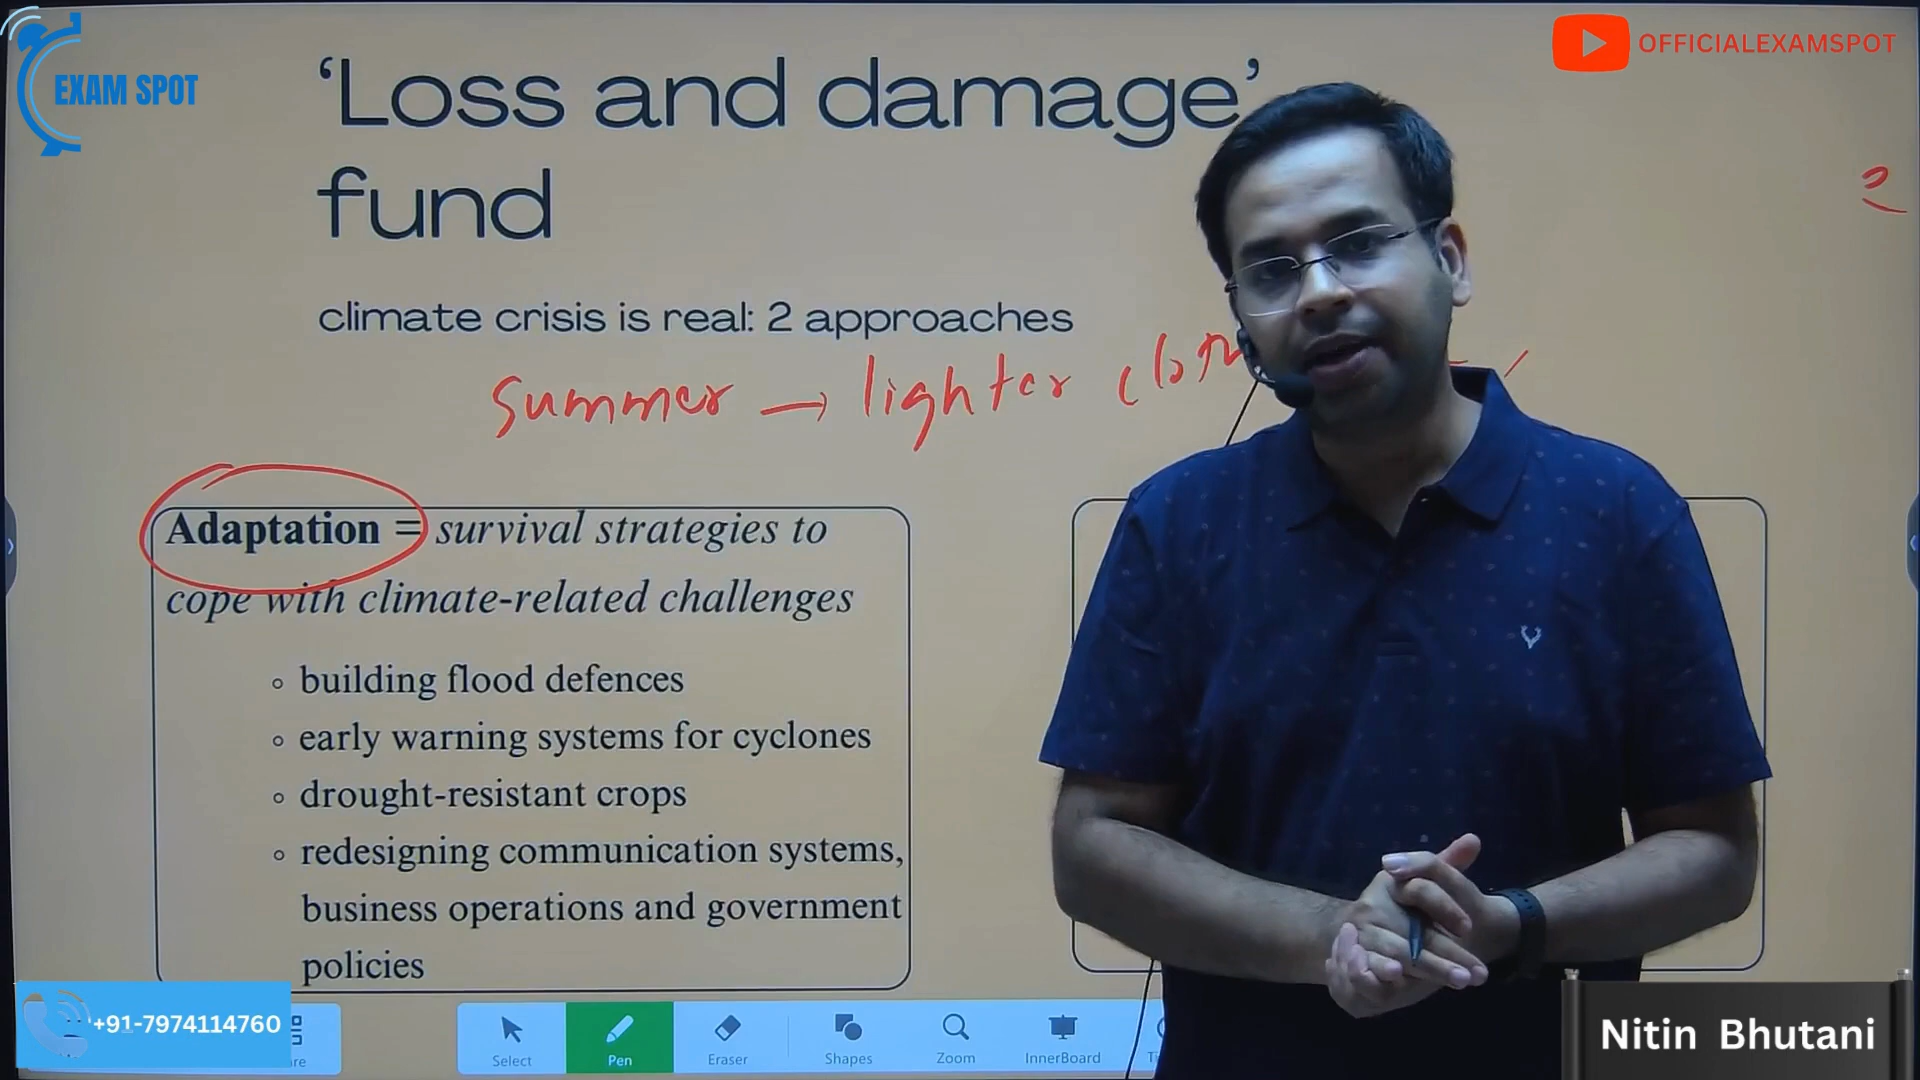 EXAM SPOT
OFFICIALEXAMSPOT
‘Loss and damage’
fund
climate crisis is real: 2 approaches
summer → lighter
Adaptation = survival strategies to
cope with climate-related challenges
◦ building flood defences
◦ early warning systems for cyclones
◦ drought-resistant crops
◦ redesigning communication systems,
business operations and government
policies
+91-7974114760
Select
Pen
Eraser
Shapes
Zoom
InnerBoard
Nitin Bhutani